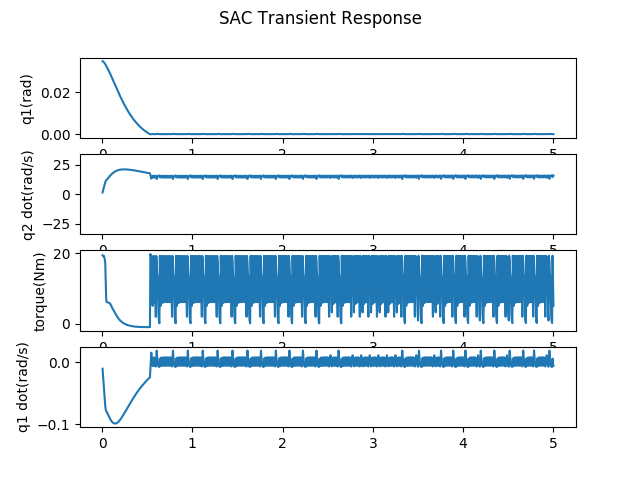 SAC Transient Response
q1(rad)
0.02
0.00
0 1 2 3 4 5
q2 dot(rad/s)
25
0
−25
0 1 2 3 4 5
torque(Nm)
20
0
0 1 2 3 4 5
q1 dot(rad/s)
0.0
−0.1
0 1 2 3 4 5